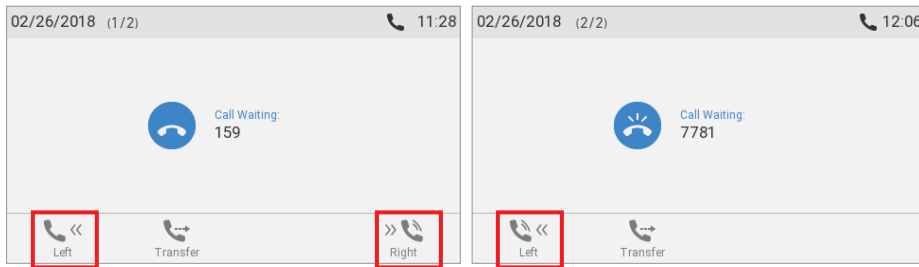 02/26/2018 (1/2) 11:28
Call Waiting:
159
Left Transfer Right
02/26/2018 (2/2) 12:06
Call Waiting:
7781
Left Transfer